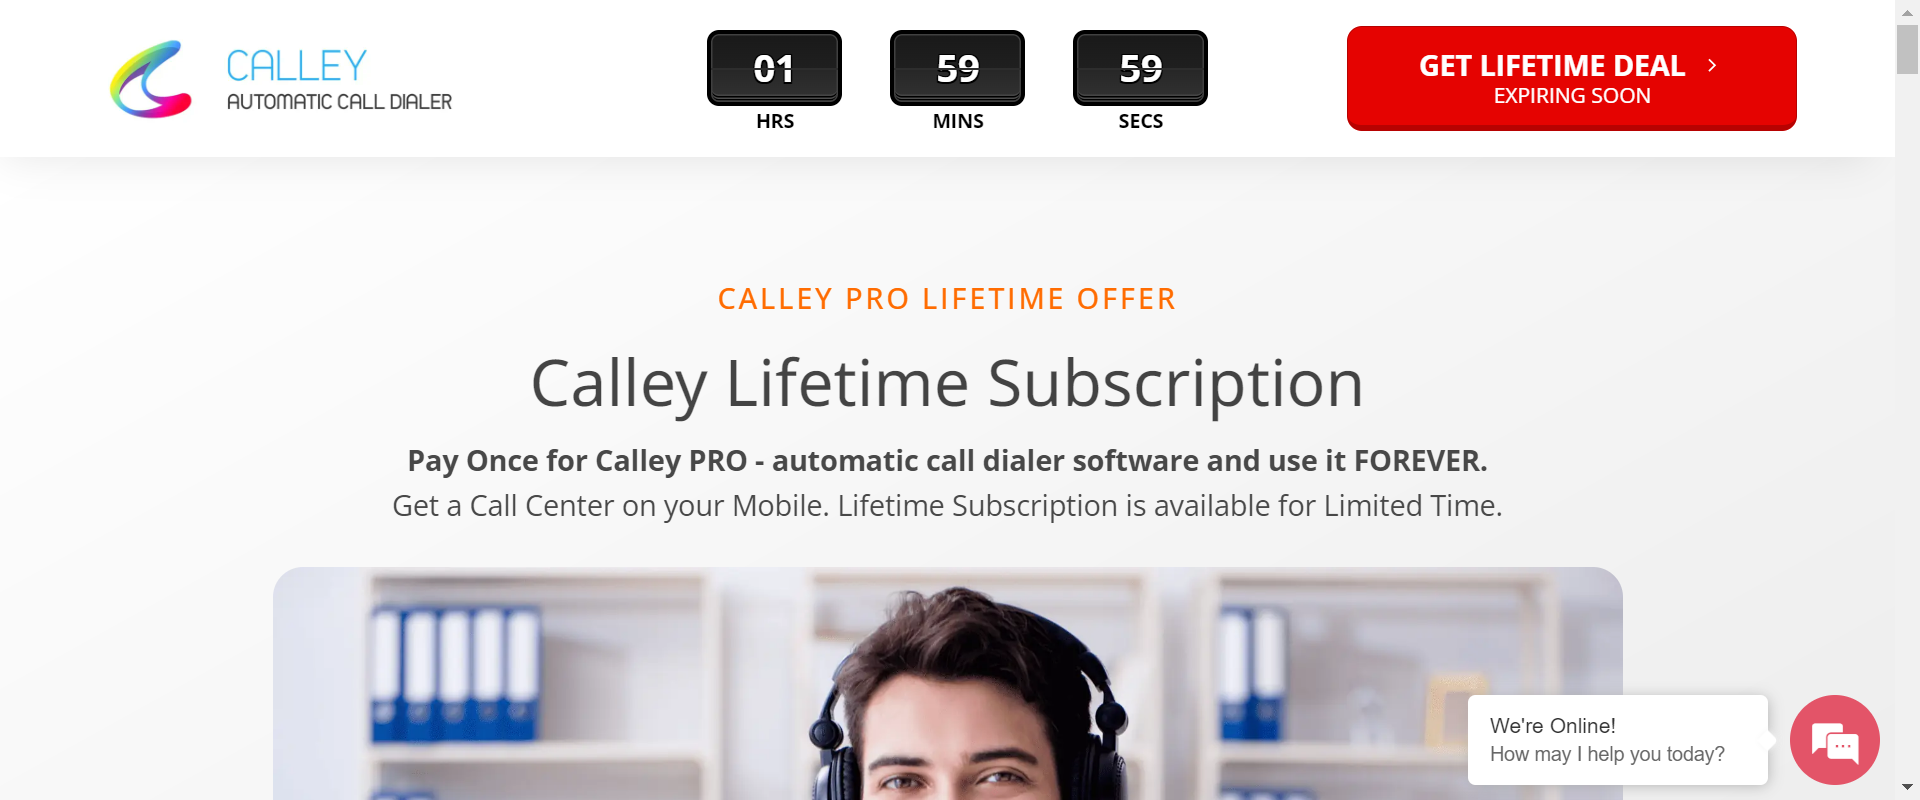 CALLEY
AUTOMATIC CALL DIALER
01 59 59
HRS MINS SECS
GET LIFETIME DEAL
EXPIRING SOON
CALLEY PRO LIFETIME OFFER
Calley Lifetime Subscription
Pay Once for Calley PRO - automatic call dialer software and use it FOREVER.
Get a Call Center on your Mobile. Lifetime Subscription is available for Limited Time.
We're Online!
How may I help you today?